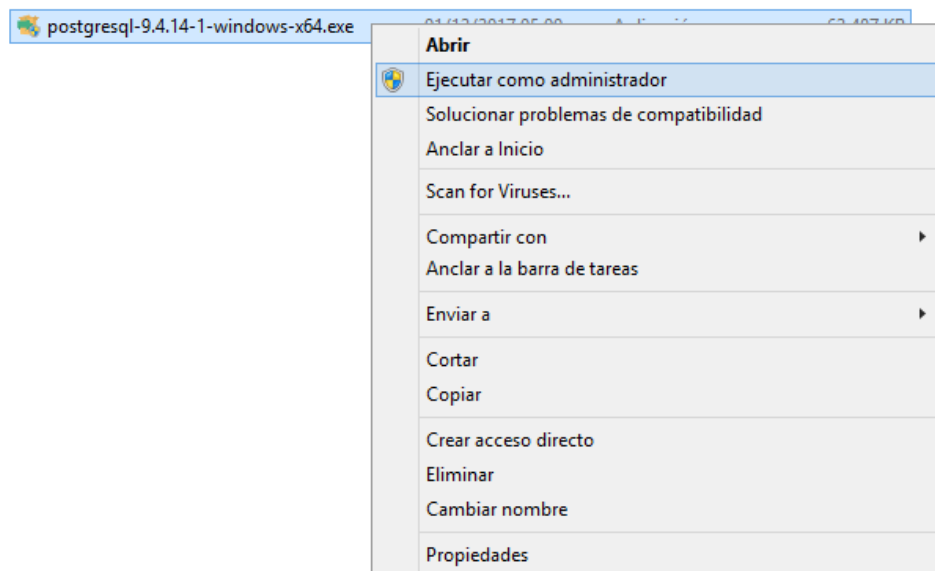 postgresql-9.4.14-1-windows-x64.exe
Abrir
Ejecutar como administrador
Solucionar problemas de compatibilidad
Anclar a Inicio
Scan for Viruses...
Compartir con
Anclar a la barra de tareas
Enviar a
Cortar
Copiar
Crear acceso directo
Eliminar
Cambiar nombre
Propiedades